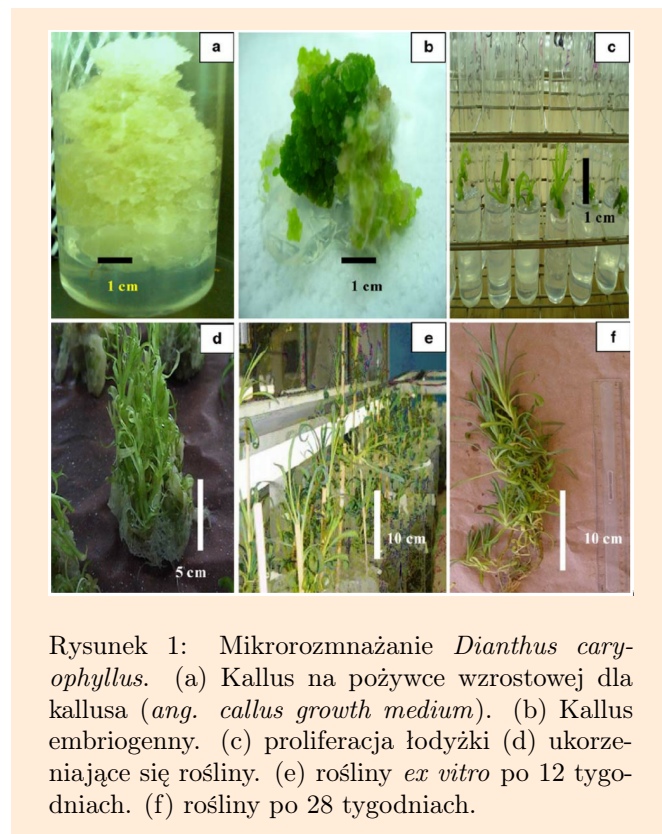 a
b
c
1 cm
1 cm
1 cm
d
e
f
5 cm
10 cm
10 cm
Rysunek 1: Mikrorozmnażanie Dianthus cary-
ophyllus. (a) Kallus na pożywce wzrostowej dla
kallusa (ang. callus growth medium). (b) Kallus
embriogenny. (c) proliferacja łodyżki (d) ukorze-
niające się rośliny. (e) rośliny ex vitro po 12 tygo-
dniach. (f) rośliny po 28 tygodniach.